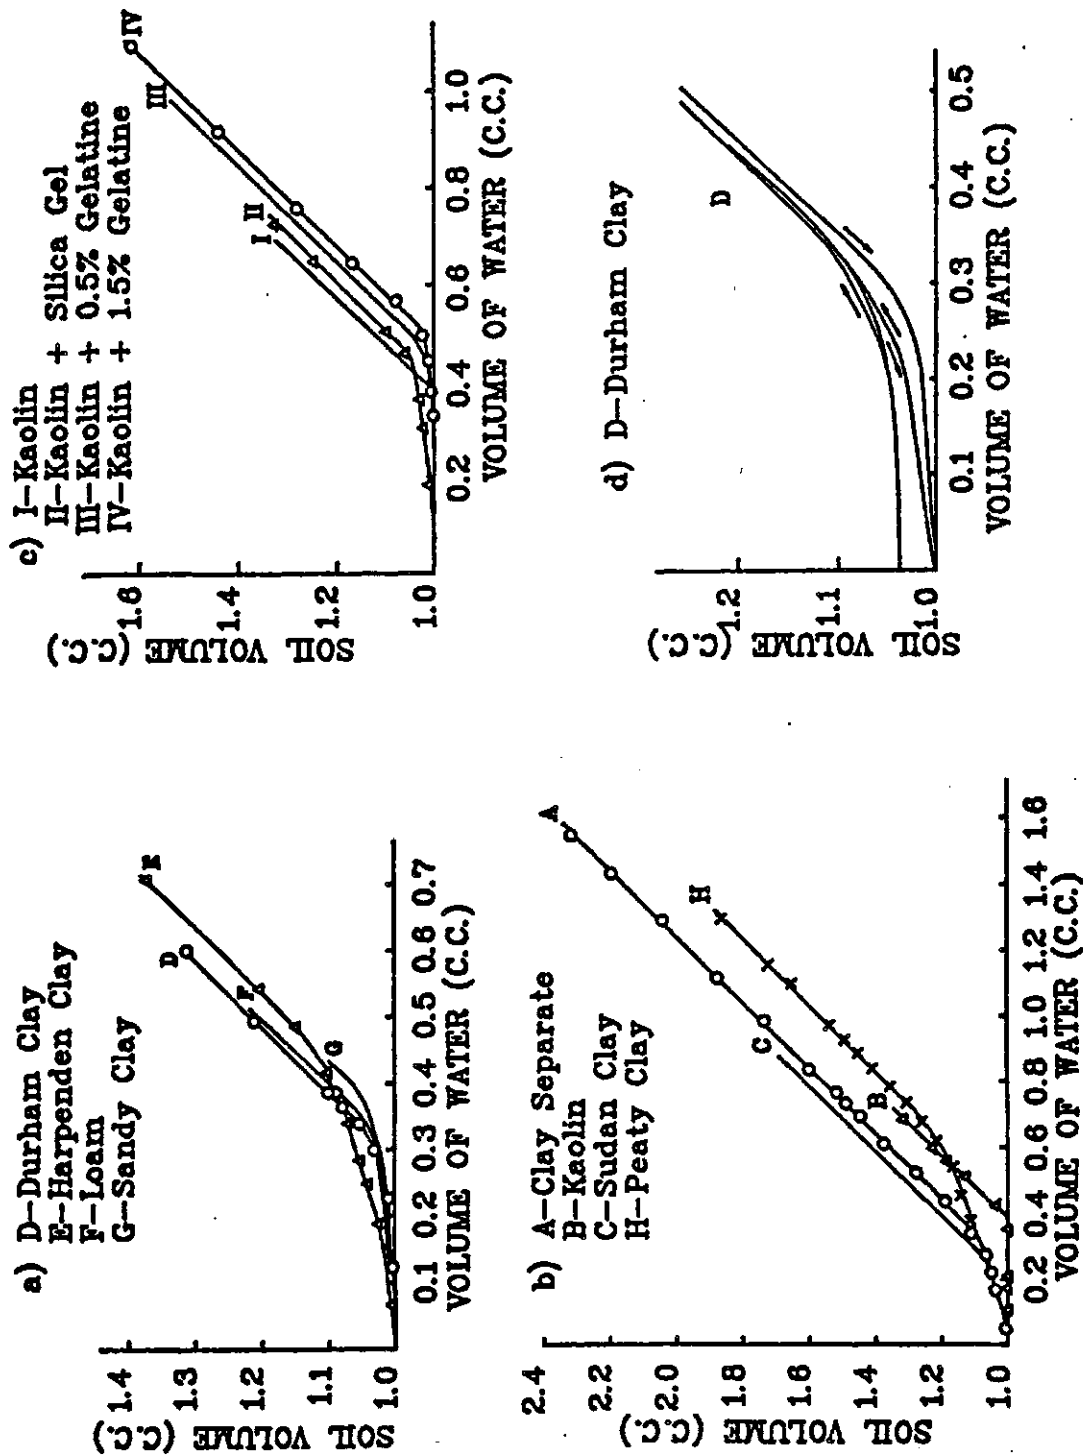 a) D-Durham Clay
E-Harpenden Clay
F-Loam
G-Sandy Clay
SOIL VOLUME (C.C.)
1.4
1.3
1.2
1.1
1.0
D
E
F
G
0.1 0.2 0.3 0.4 0.5 0.6 0.7
VOLUME OF WATER (C.C.)
b) A-Clay Separate
B-Kaolin
C-Sudan Clay
H-Peaty Clay
SOIL VOLUME (C.C.)
2.4
2.2
2.0
1.8
1.6
1.4
1.2
1.0
A
H
C
B
0.2 0.4 0.6 0.8 1.0 1.2 1.4 1.6
VOLUME OF WATER (C.C.)
c) I-Kaolin
II-Kaolin + Silica Gel
III-Kaolin + 0.5% Gelatine
IV-Kaolin + 1.5% Gelatine
SOIL VOLUME (C.C.)
1.6
1.4
1.2
1.0
I
II
III
IV
0.2 0.4 0.6 0.8 1.0
VOLUME OF WATER (C.C.)
d) D-Durham Clay
SOIL VOLUME (C.C.)
1.2
1.1
1.0
D
0.1 0.2 0.3 0.4 0.5
VOLUME OF WATER (C.C.)